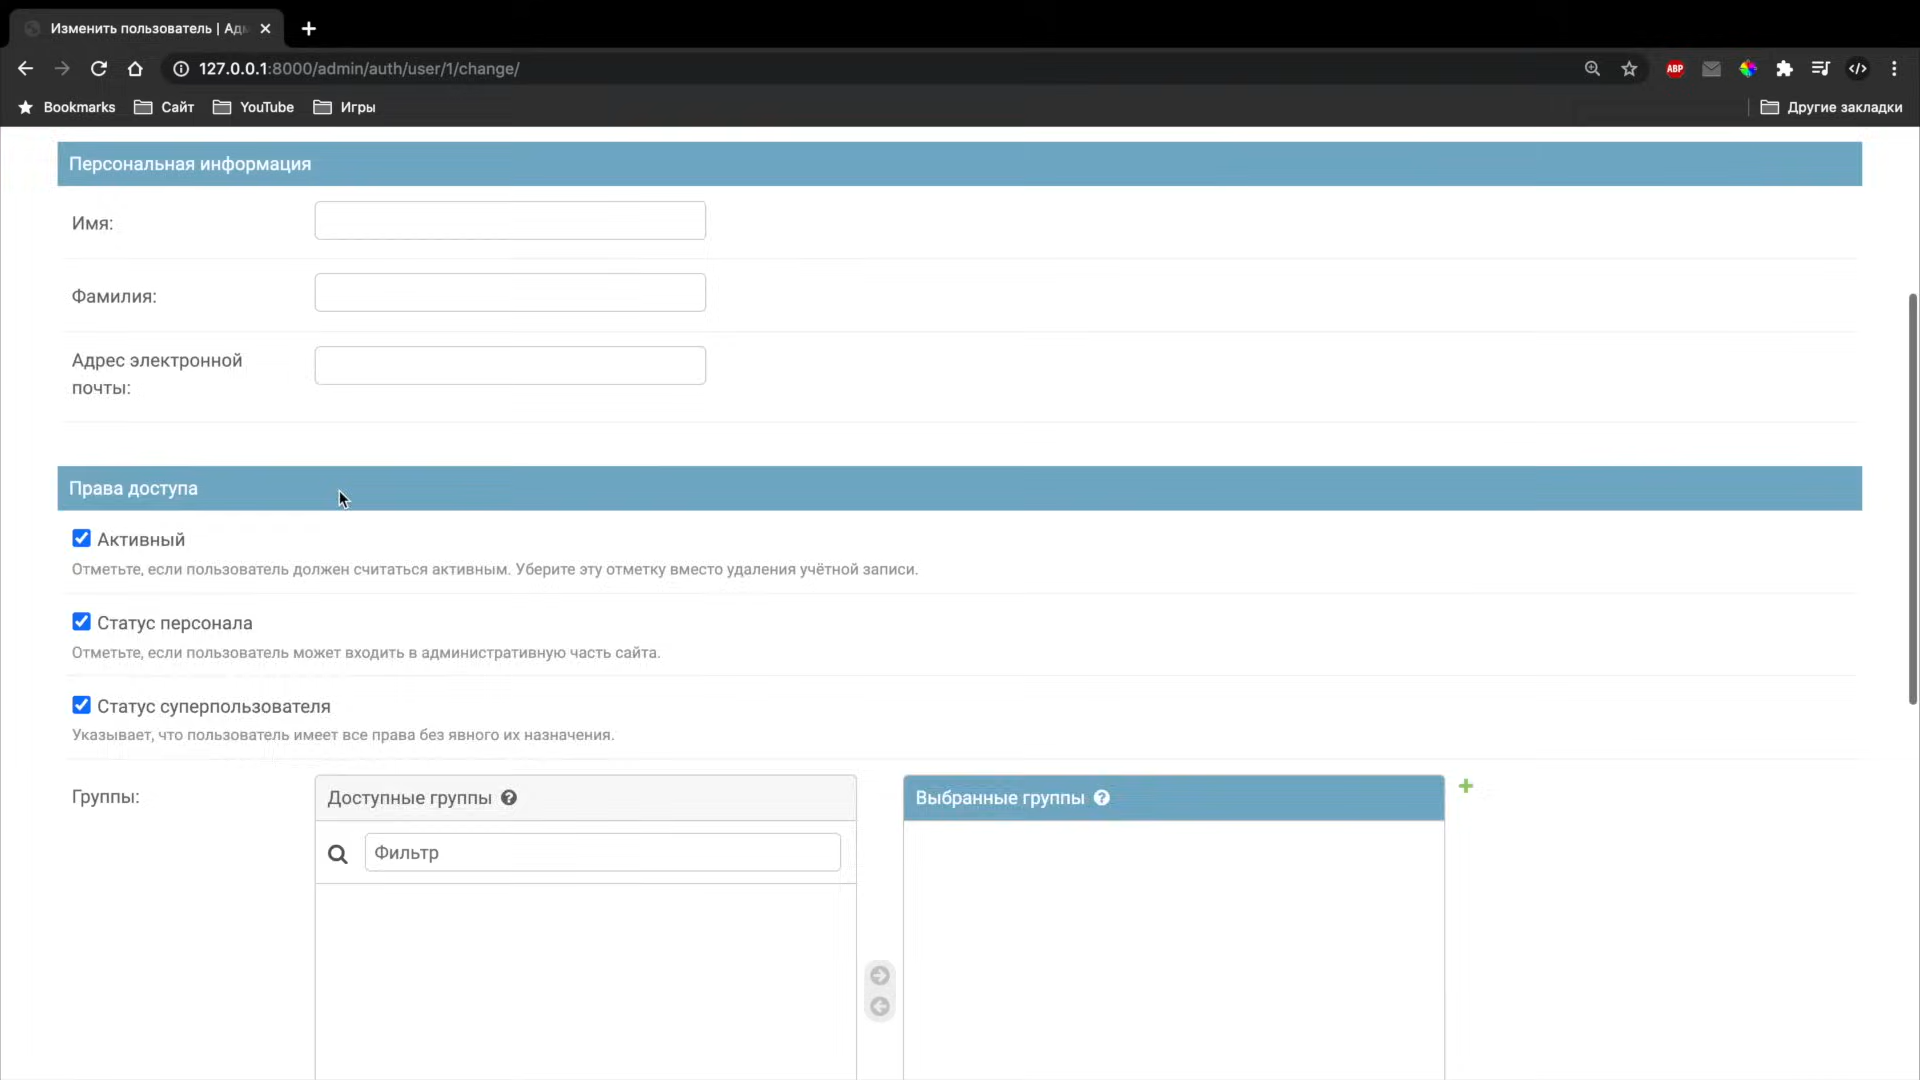 Изменить пользователь | Адм
127.0.0.1:8000/admin/auth/user/1/change/
ABP
Bookmarks Сайт YouTube Игры Другие закладки
Персональная информация
Имя:
Фамилия:
Адрес электронной
почты:
Права доступа
Активный
Отметьте, если пользователь должен считаться активным. Уберите эту отметку вместо удаления учётной записи.
Статус персонала
Отметьте, если пользователь может входить в административную часть сайта.
Статус суперпользователя
Указывает, что пользователь имеет все права без явного их назначения.
Группы:
Доступные группы ?
Выбранные группы ?
Фильтр